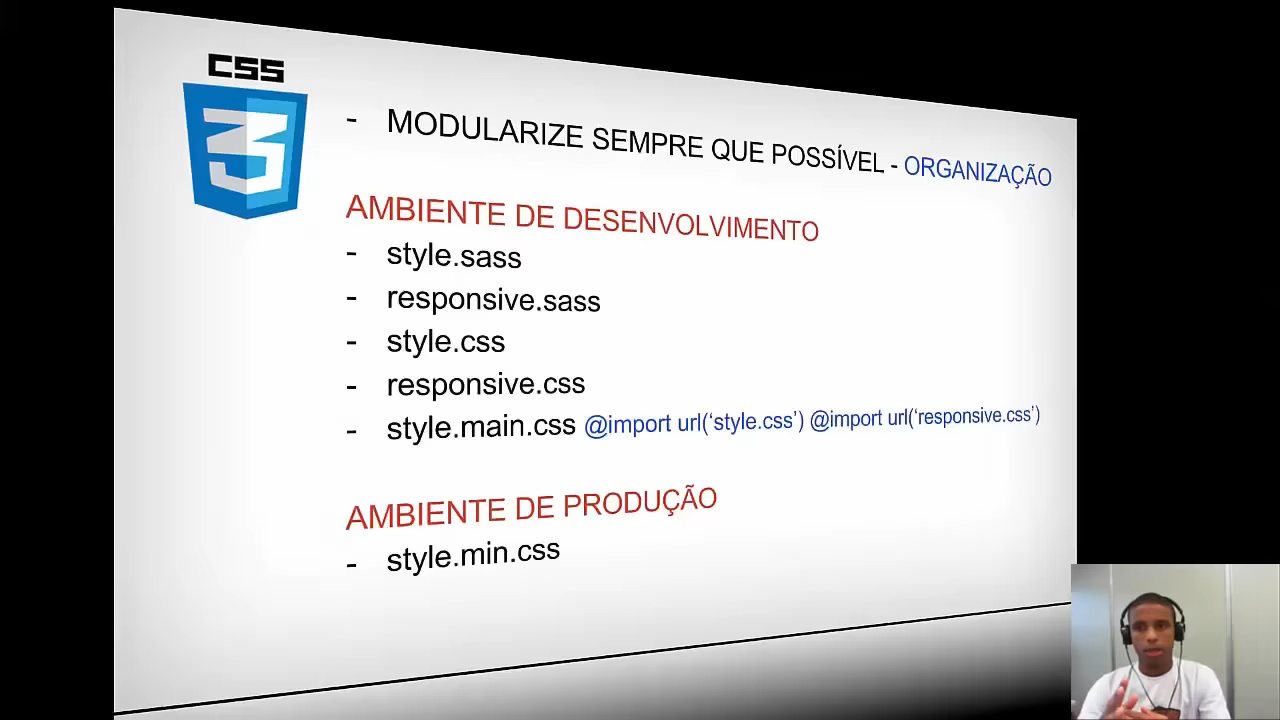 CSS
3
- MODULARIZE SEMPRE QUE POSSÍVEL - ORGANIZAÇÃO
AMBIENTE DE DESENVOLVIMENTO
- style.sass
- responsive.sass
- style.css
- responsive.css
- style.main.css @import url(‘style.css’) @import url(‘responsive.css’)
AMBIENTE DE PRODUÇÃO
- style.min.css